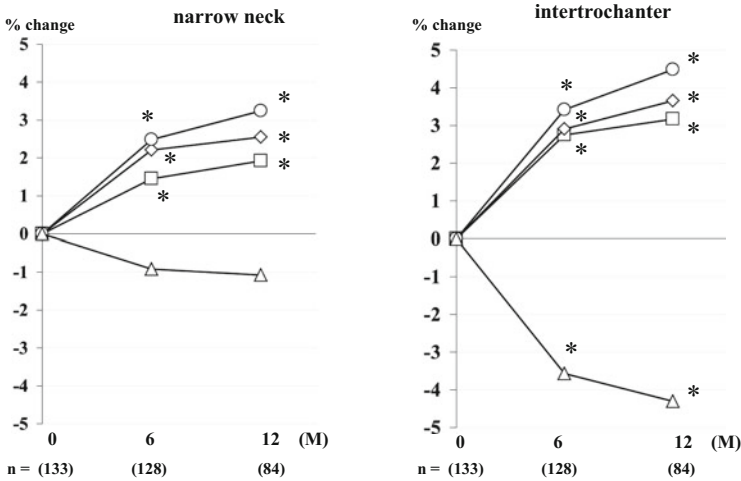 narrow neck
% change
5
4
3
2
1
0
-1
-2
-3
-4
-5
* * * * * *
0 6 12 (M)
n = (133) (128) (84)
intertrochanter
% change
5
4
3
2
1
0
-1
-2
-3
-4
-5
* * * * * * * *
0 6 12 (M)
n = (133) (128) (84)